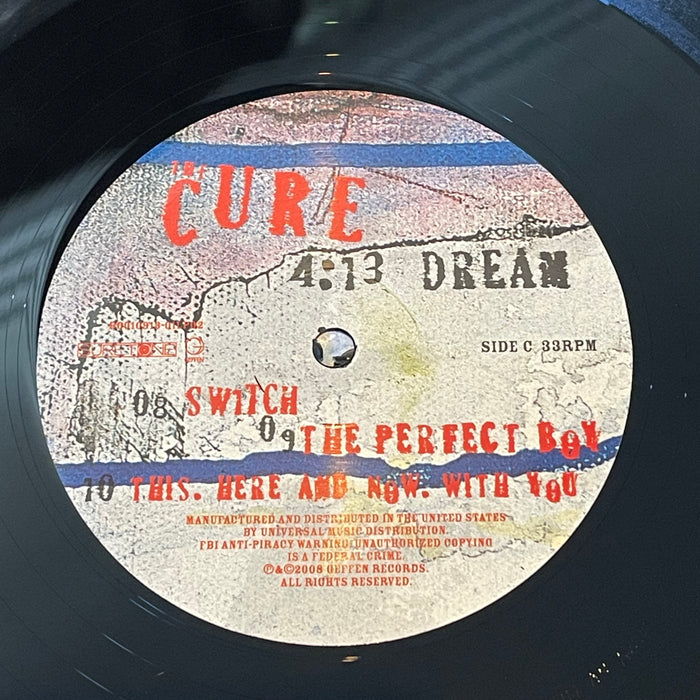 THE
CURE
4:13 DREAM
SURETONE GEFFEN
SIDE C 33RPM
08 SWITCH
09 THE PERFECT BOY
10 THIS. HERE AND NOW. WITH YOU
MANUFACTURED AND DISTRIBUTED IN THE UNITED STATES
BY UNIVERSAL MUSIC DISTRIBUTION.
FBI ANTI-PIRACY WARNING: UNAUTHORIZED COPYING
IS A FEDERAL CRIME.
℗&©2008 GEFFEN RECORDS.
ALL RIGHTS RESERVED.